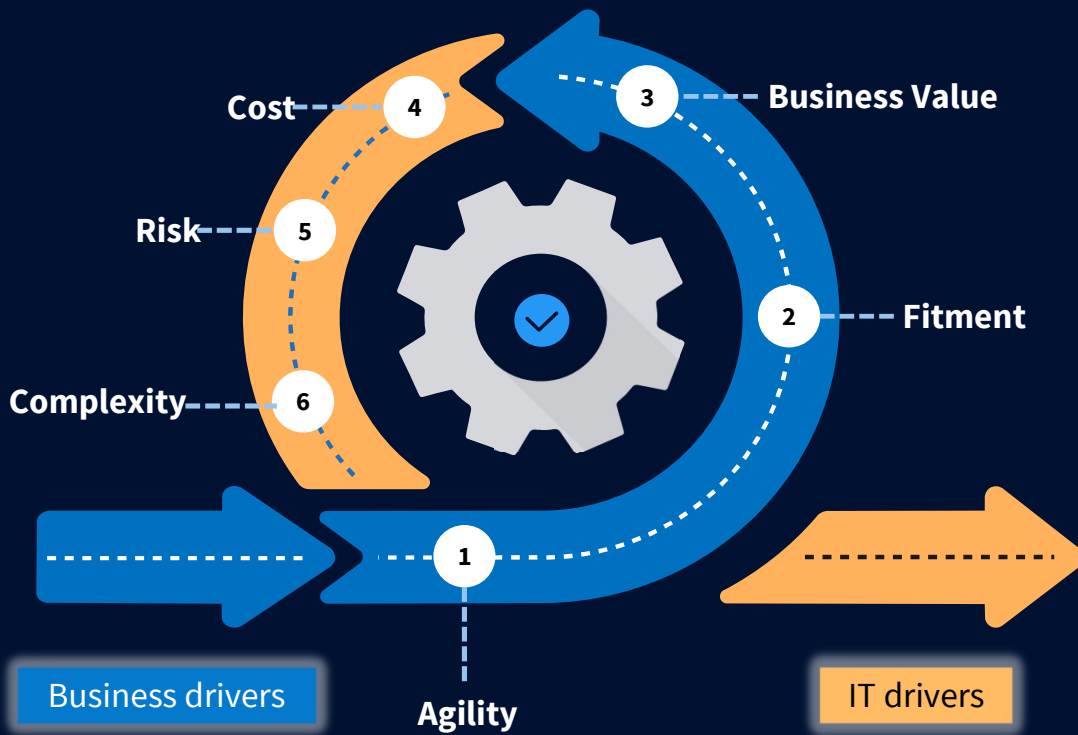 4
Cost
3
Business Value
5
Risk
2
Fitment
6
Complexity
1
Agility
Business drivers
IT drivers